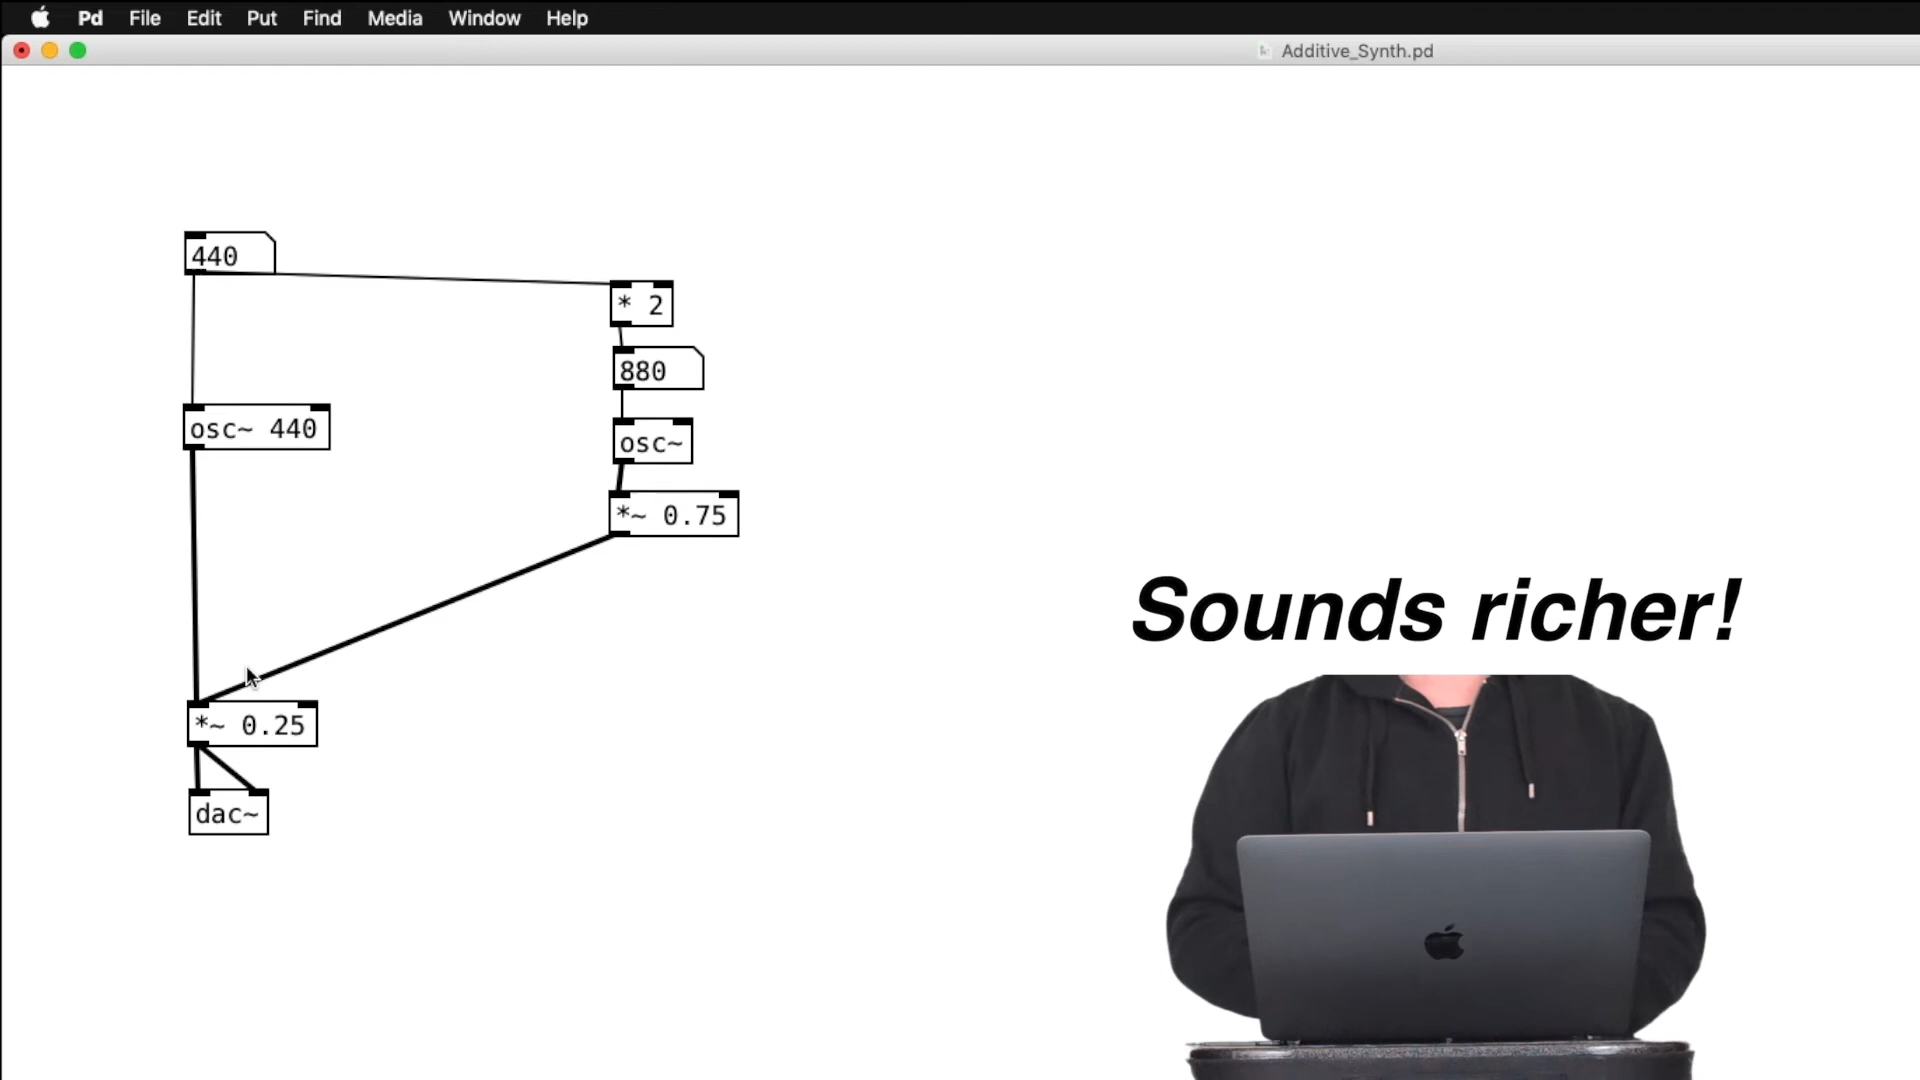 Pd File Edit Put Find Media Window Help
Additive_Synth.pd
440
* 2
880
osc~ 440
osc~
*~ 0.75
Sounds richer!
*~ 0.25
dac~